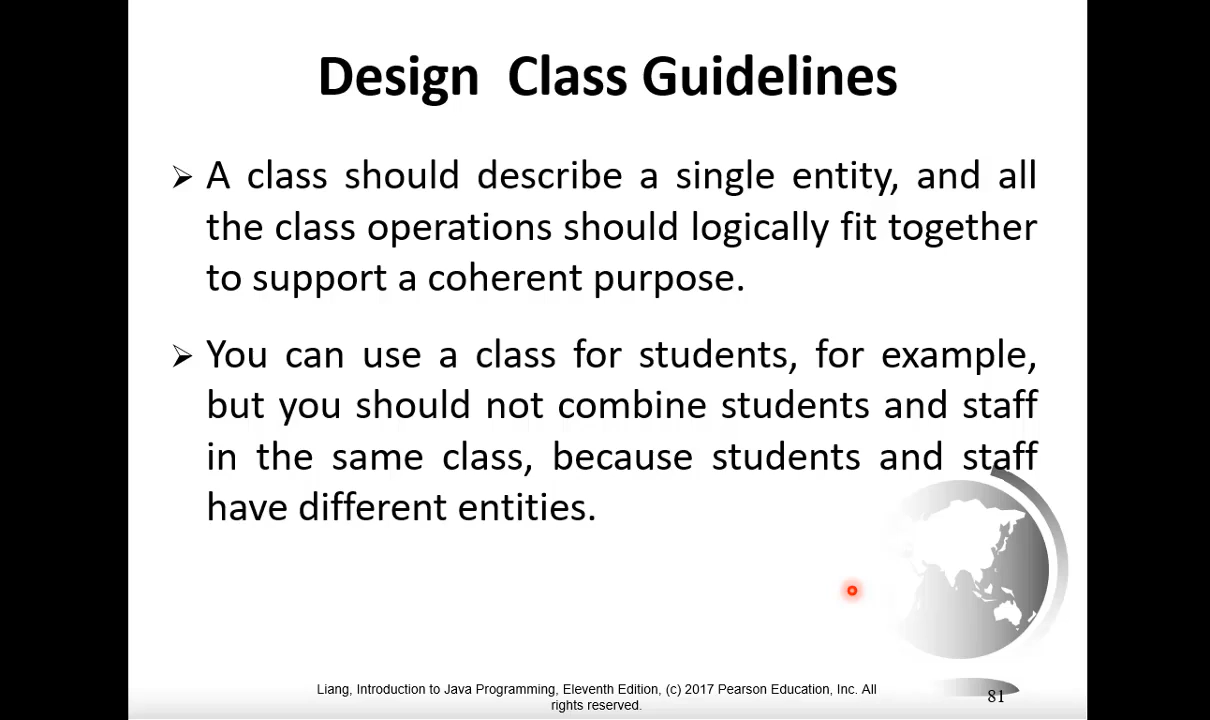 Design Class Guidelines
A class should describe a single entity, and all
the class operations should logically fit together
to support a coherent purpose.
You can use a class for students, for example,
but you should not combine students and staff
in the same class, because students and staff
have different entities.
Liang, Introduction to Java Programming, Eleventh Edition, (c) 2017 Pearson Education, Inc. All
rights reserved.
81